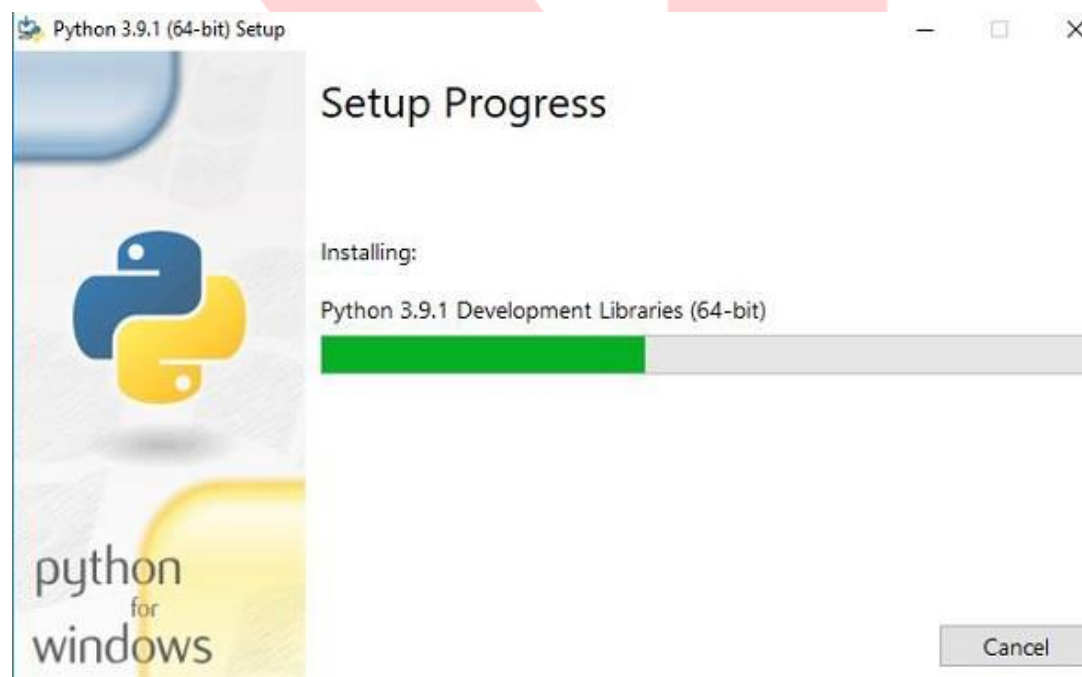 Python 3.9.1 (64-bit) Setup
Setup Progress
Installing:
Python 3.9.1 Development Libraries (64-bit)
python
for
windows
Cancel